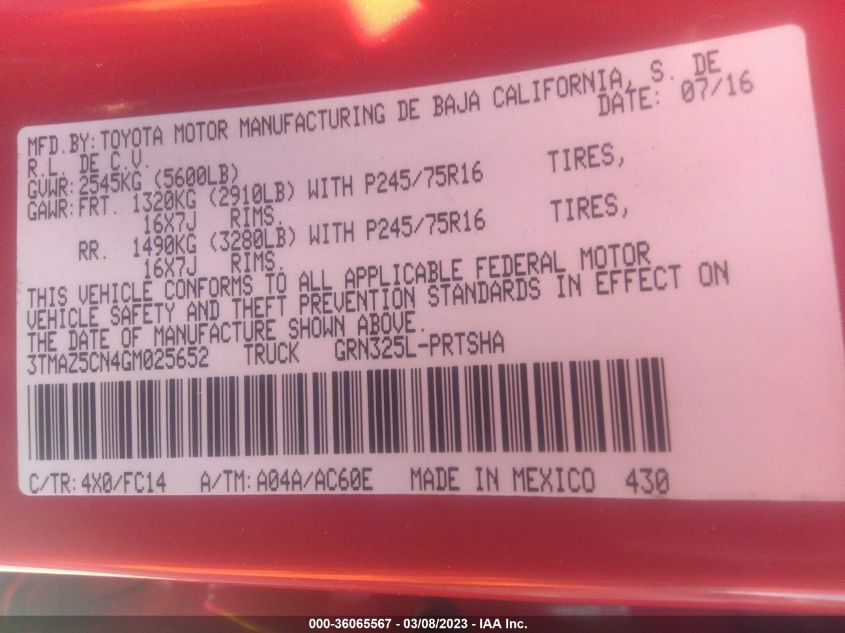 MFD.BY:TOYOTA MOTOR MANUFACTURING DE BAJA CALIFORNIA, S. DE
R.L. DE C.V. DATE: 07/16
GVWR:2545KG (5600LB)
GAWR:FRT. 1320KG (2910LB) WITH P245/75R16 TIRES,
16X7J RIMS.
RR. 1490KG (3280LB) WITH P245/75R16 TIRES,
16X7J RIMS.
THIS VEHICLE CONFORMS TO ALL APPLICABLE FEDERAL MOTOR
VEHICLE SAFETY AND THEFT PREVENTION STANDARDS IN EFFECT ON
THE DATE OF MANUFACTURE SHOWN ABOVE.
3TMAZ5CN4GM025652 TRUCK GRN325L-PRTSHA
C/TR:4X0/FC14 A/TM:A04A/AC60E MADE IN MEXICO 430
000-36065567 - 03/08/2023 - IAA Inc.